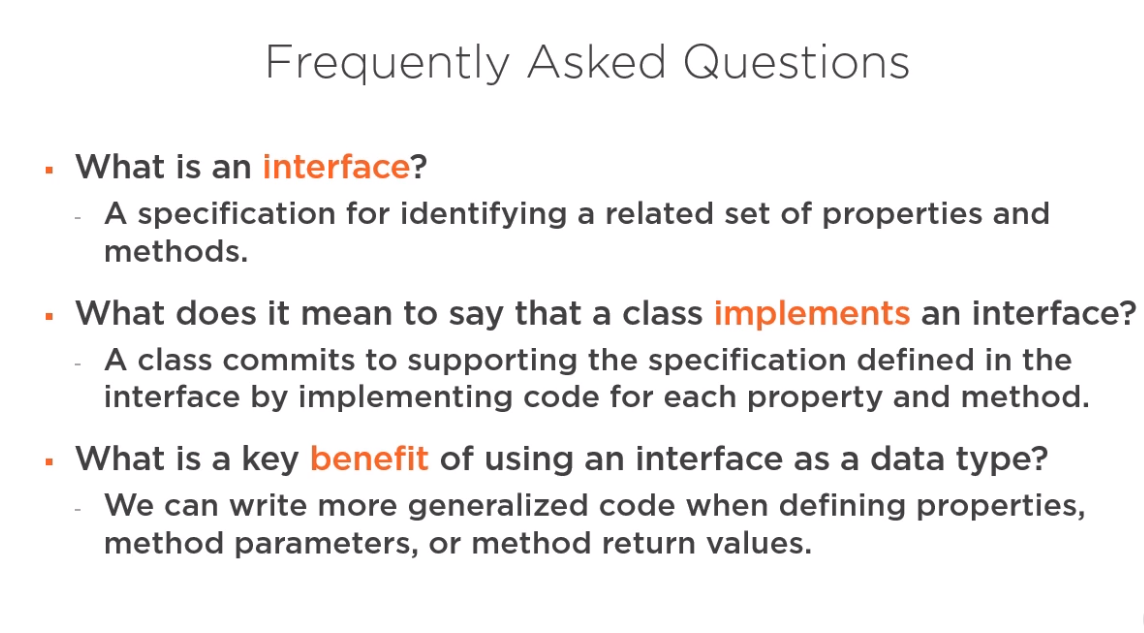 Frequently Asked Questions
▪ What is an interface?
- A specification for identifying a related set of properties and
methods.
▪ What does it mean to say that a class implements an interface?
- A class commits to supporting the specification defined in the
interface by implementing code for each property and method.
▪ What is a key benefit of using an interface as a data type?
- We can write more generalized code when defining properties,
method parameters, or method return values.